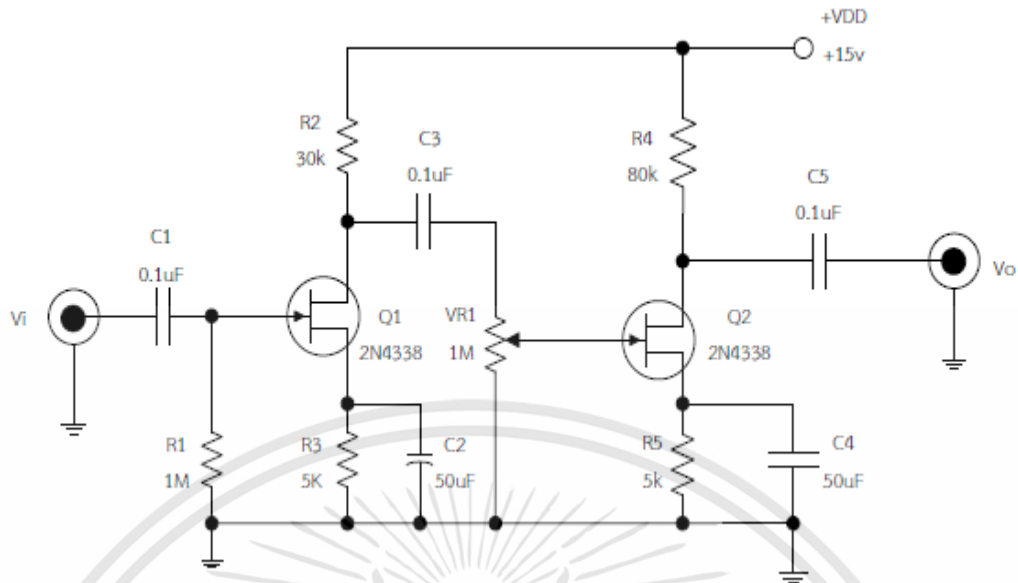 +VDD
+15v
R2
30k
C3
0.1uF
R4
80k
C5
0.1uF
C1
0.1uF
Vi
Q1
2N4338
VR1
1M
Q2
2N4338
Vo
R1
1M
R3
5K
C2
50uF
R5
5k
C4
50uF